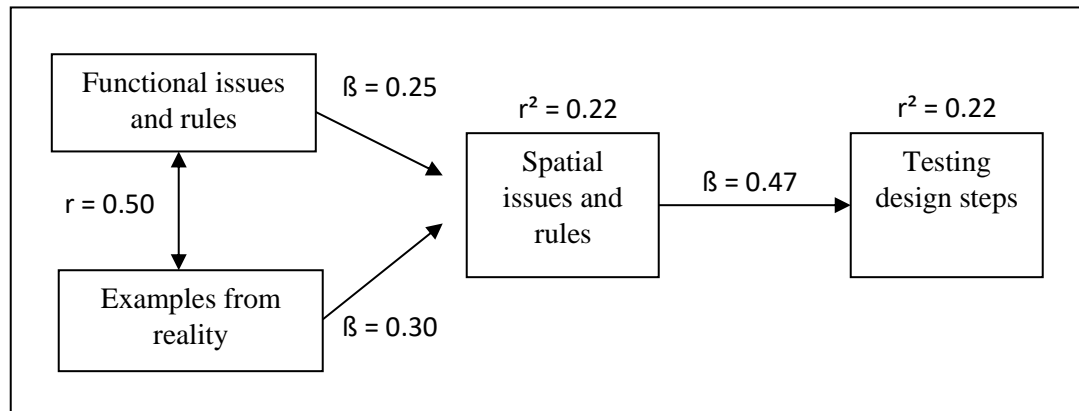 Functional issues
and rules
ß = 0.25
r = 0.50
Examples from
reality
ß = 0.30
r² = 0.22
Spatial
issues and
rules
ß = 0.47
r² = 0.22
Testing
design steps